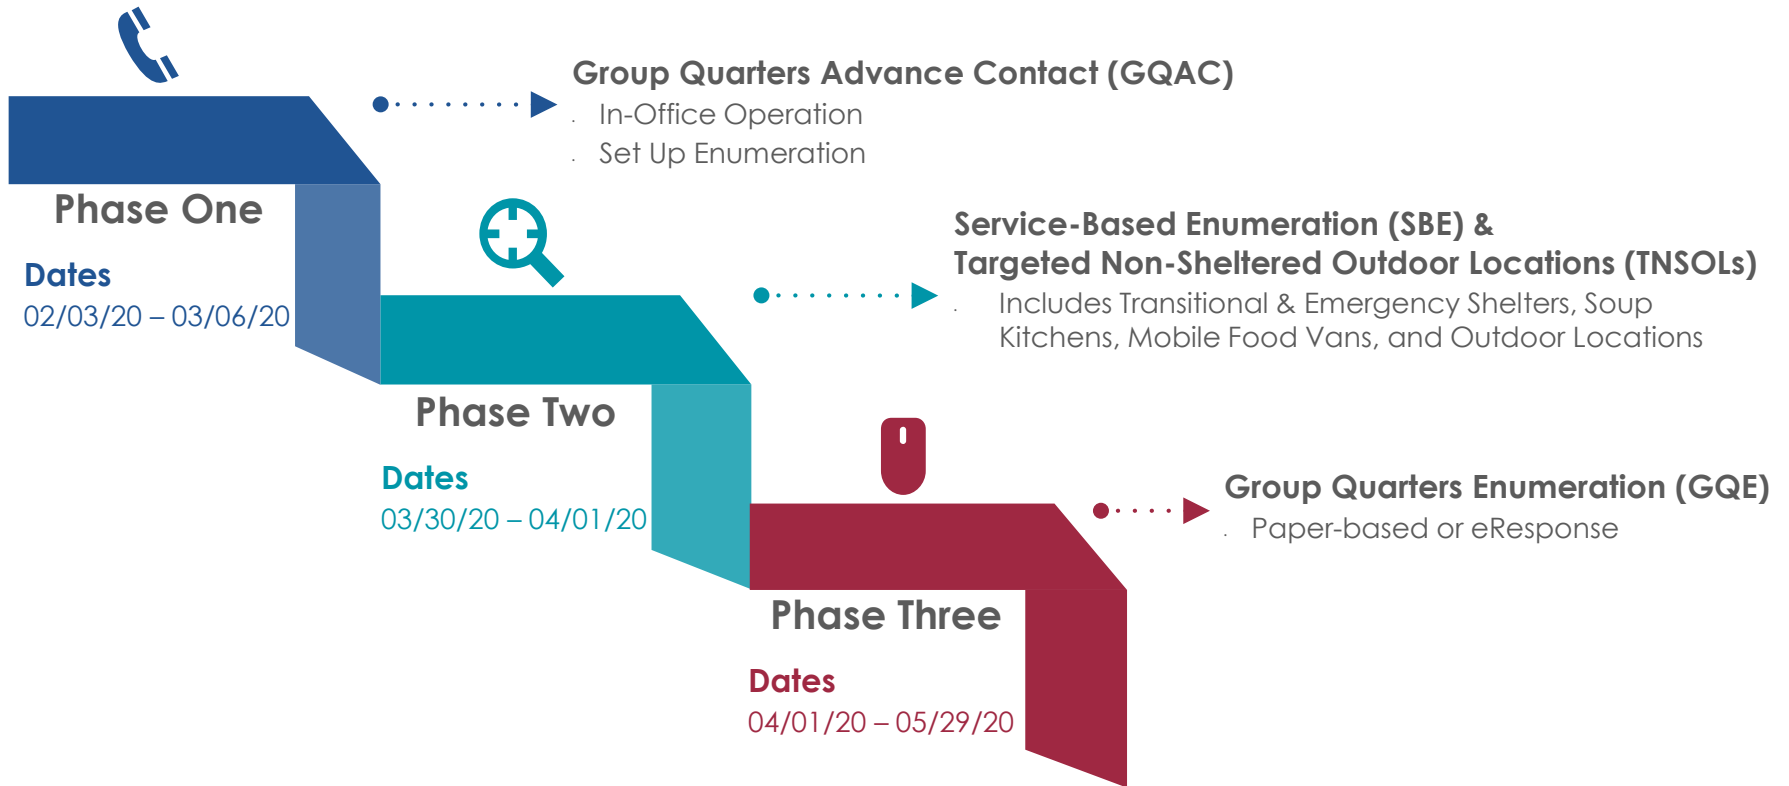 Group Quarters Advance Contact (GQAC)
· In-Office Operation
· Set Up Enumeration
Phase One
Dates
02/03/20 – 03/06/20
Service-Based Enumeration (SBE) &
Targeted Non-Sheltered Outdoor Locations (TNSOLs)
· Includes Transitional & Emergency Shelters, Soup
Kitchens, Mobile Food Vans, and Outdoor Locations
Phase Two
Dates
03/30/20 – 04/01/20
Group Quarters Enumeration (GQE)
· Paper-based or eResponse
Phase Three
Dates
04/01/20 – 05/29/20